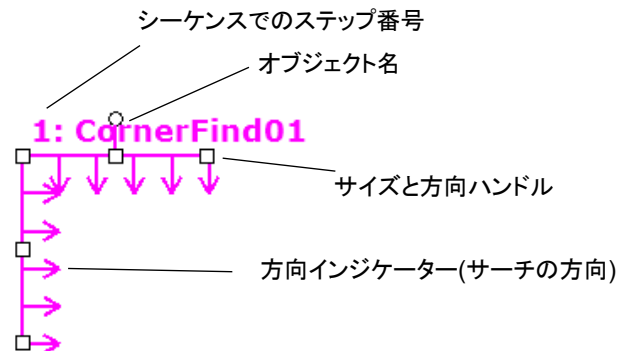 シーケンスでのステップ番号
オブジェクト名
1: CornerFind01
サイズと方向ハンドル
方向インジケーター(サーチの方向)